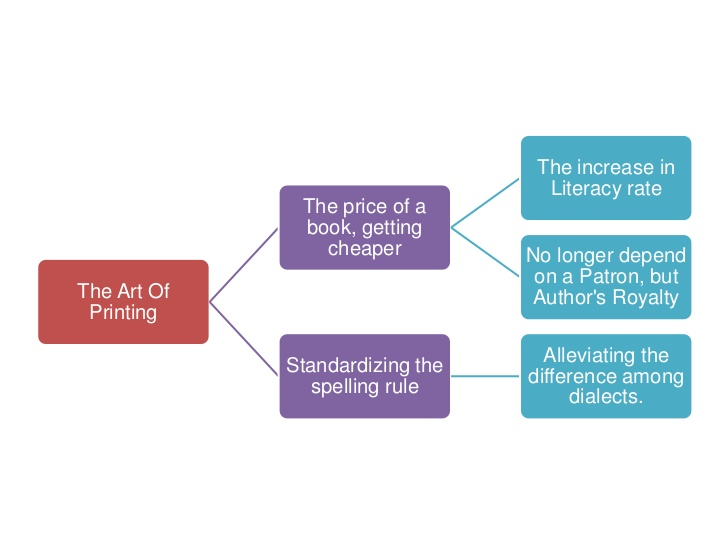 The Art Of
Printing
The price of a
book, getting
cheaper
Standardizing the
spelling rule
The increase in
Literacy rate
No longer depend
on a Patron, but
Author's Royalty
Alleviating the
difference among
dialects.